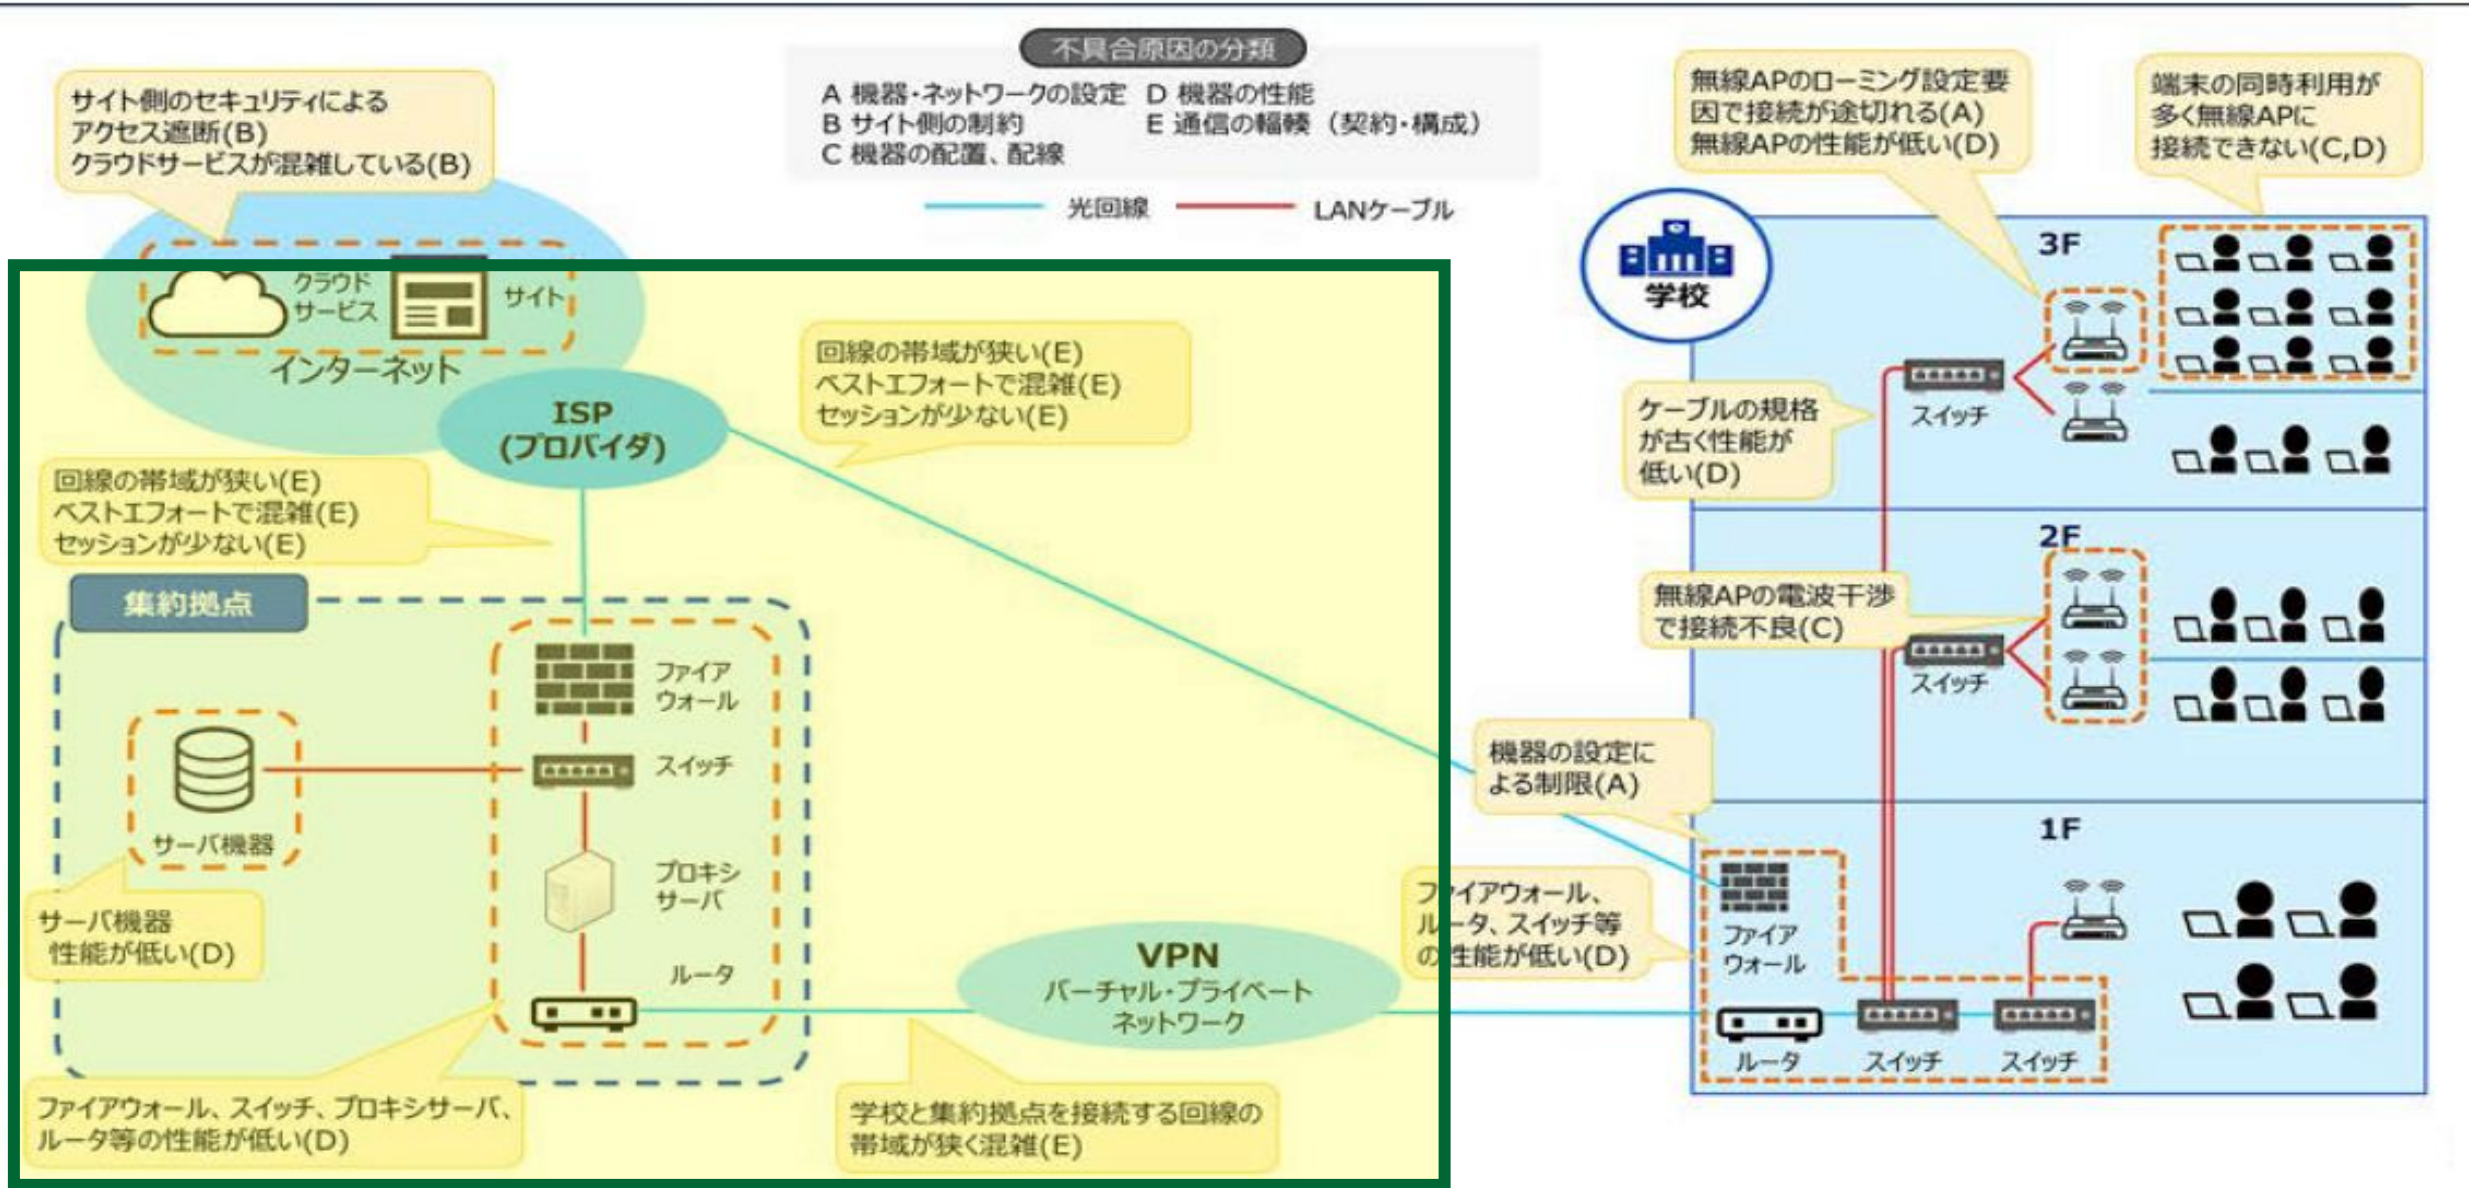 不具合原因の分類
A 機器・ネットワークの設定
B サイト側の制約
C 機器の配置、配線
D 機器の性能
E 通信の輻輳（契約・構成）
光回線
LANケーブル
サイト側のセキュリティによる
アクセス遮断(B)
クラウドサービスが混雑している(B)
クラウド
サービス
サイト
インターネット
ISP
(プロバイダ)
回線の帯域が狭い(E)
ベストエフォートで混雑(E)
セッションが少ない(E)
回線の帯域が狭い(E)
ベストエフォートで混雑(E)
セッションが少ない(E)
集約拠点
ファイア
ウォール
スイッチ
サーバ機器
プロキシ
サーバ
ルータ
サーバ機器
性能が低い(D)
ファイアウォール、スイッチ、プロキシサーバ、
ルータ等の性能が低い(D)
VPN
バーチャル・プライベート
ネットワーク
学校と集約拠点を接続する回線の
帯域が狭く混雑(E)
無線APのローミング設定要
因で接続が途切れる(A)
無線APの性能が低い(D)
端末の同時利用が
多く無線APに
接続できない(C,D)
学校
3F
スイッチ
ケーブルの規格
が古く性能が
低い(D)
2F
無線APの電波干渉
で接続不良(C)
スイッチ
機器の設定に
よる制限(A)
1F
ファイアウォール、
ルータ、スイッチ等
の性能が低い(D)
ファイア
ウォール
ルータ
スイッチ
スイッチ